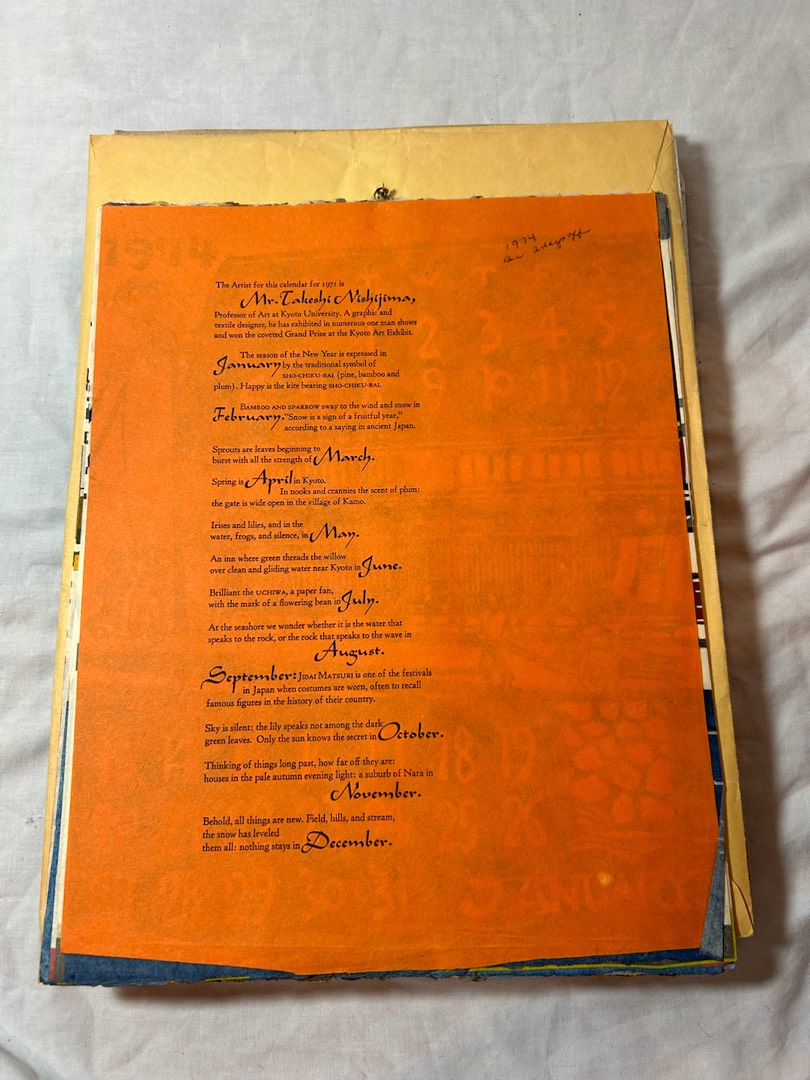 1974
1974
The Artist for this calendar for 1971 is
Mr. Takeshi Nishijima,
Professor of Art at Kyoto University. A graphic and
textile designer, he has exhibited in numerous one man shows
and won the coveted Grand Prize at the Kyoto Art Exhibit.
The season of the New Year is expressed in
January by the traditional symbol of
SHO-CHIKU-BAI (pine, bamboo and
plum). Happy is the kite bearing SHO-CHIKU-BAI.
BAMBOO AND SPARROW sway to the wind and snow in
February. "Snow is a sign of a fruitful year,"
according to a saying in ancient Japan.
Sprouts are leaves beginning to
burst with all the strength of March.
Spring is April in Kyoto.
In nooks and crannies the scent of plum:
the gate is wide open in the village of Kamo.
Irises and lilies, and in the
water, frogs, and silence, in May.
An inn where green threads the willow
over clean and gliding water near Kyoto in June.
Brilliant the UCHIWA, a paper fan,
with the mark of a flowering bean in July.
At the seashore we wonder whether it is the water that
speaks to the rock, or the rock that speaks to the wave in
August.
September: JIDAI MATSURI is one of the festivals
in Japan when costumes are worn, often to recall
famous figures in the history of their country.
Sky is silent: the lily speaks not among the dark
green leaves. Only the sun knows the secret in October.
Thinking of things long past, how far off they are:
houses in the pale autumn evening light: a suburb of Nara in
November.
Behold, all things are new. Field, hills, and stream,
the snow has leveled
them all: nothing stays in December.